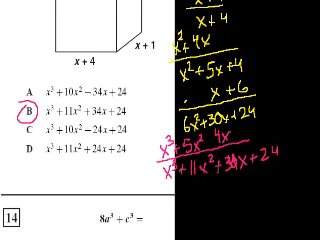 x + 4
x² + 4x
x² + 5x + 4
x + 6
6x² + 30x + 24
x³ + 5x² 4x
x³ + 11x² + 34x + 24
x + 1
x + 4
A x³ + 10x² − 34x + 24
B x³ + 11x² + 34x + 24
C x³ + 10x² − 24x + 24
D x³ + 11x² + 24x + 24
14 8a³ + c³ =